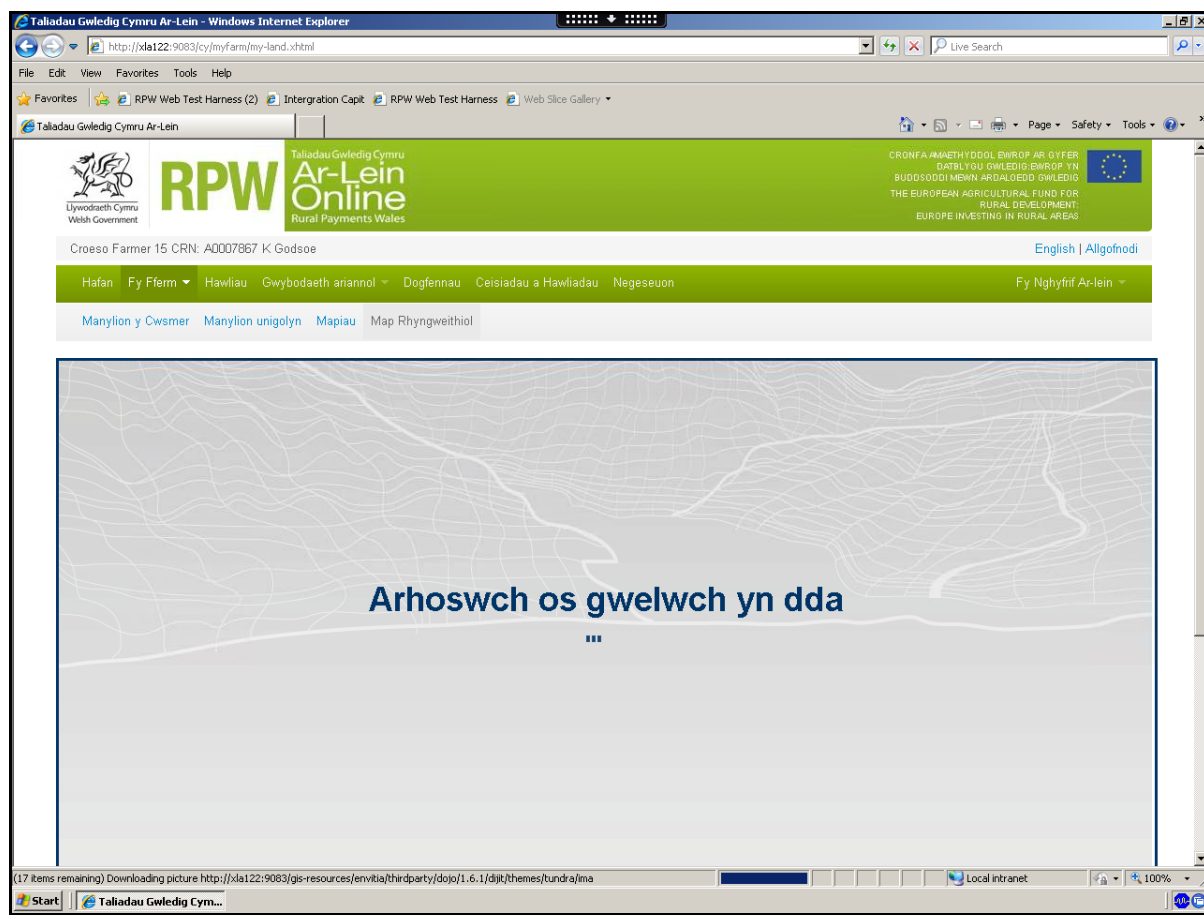 Taliadau Gwledig Cymru Ar-Lein - Windows Internet Explorer
http://xla122:9083/cy/myfarm/my-land.xhtml
Live Search
File Edit View Favorites Tools Help
Favorites RPW Web Test Harness (2) Intergration Capit RPW Web Test Harness Web Slice Gallery
Taliadau Gwledig Cymru Ar-Lein
Page Safety Tools
Llywodraeth Cymru
Welsh Government
RPW
Taliadau Gwledig Cymru
Ar-Lein
Online
Rural Payments Wales
CRONFA AMAETHYDDOL EWROP AR GYFER
DATBLYGU GWLEDIG:EWROP YN
BUDDSODDI MEWN ARDALOEDD GWLEDIG
THE EUROPEAN AGRICULTURAL FUND FOR
RURAL DEVELOPMENT:
EUROPE INVESTING IN RURAL AREAS
Croeso Farmer 15 CRN: A0007867 K Godsoe
English | Allgofnodi
Hafan Fy Fferm Hawliau Gwybodaeth ariannol Dogfennau Ceisiadau a Hawliadau Negeseuon Fy Nghyfrif Ar-lein
Manylion y Cwsmer Manylion unigolyn Mapiau Map Rhyngweithiol
Arhoswch os gwelwch yn dda
(17 items remaining) Downloading picture http://xla122:9083/gis-resources/envitia/thirdparty/dojo/1.6.1/dijit/themes/tundra/ima
Local intranet
100%
Start Taliadau Gwledig Cym...